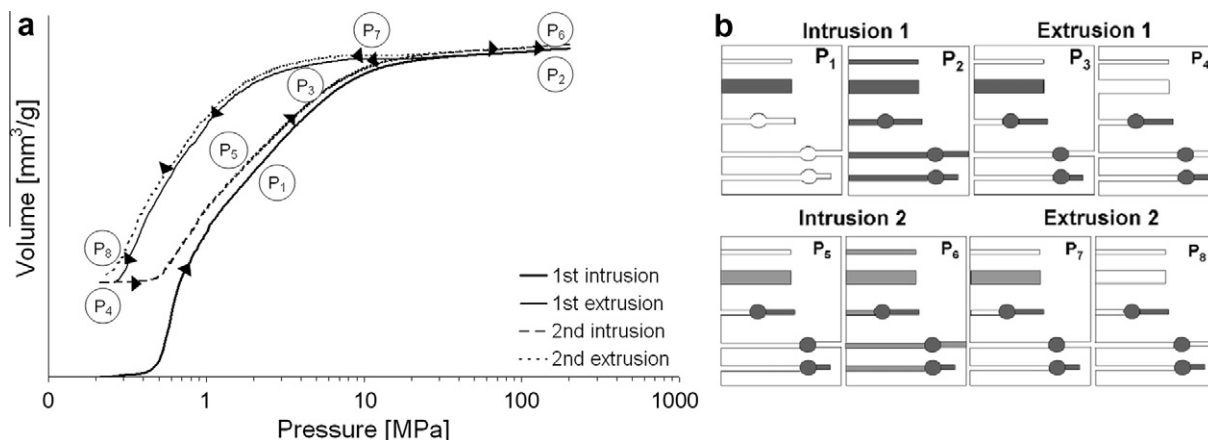 a
P7
P6
P3
P2
P5
P1
P8
P4
1st intrusion
1st extrusion
2nd intrusion
2nd extrusion
Volume [mm³/g]
0
1
10
100
1000
Pressure [MPa]
b
Intrusion 1
Extrusion 1
P1
P2
P3
P4
Intrusion 2
Extrusion 2
P5
P6
P7
P8